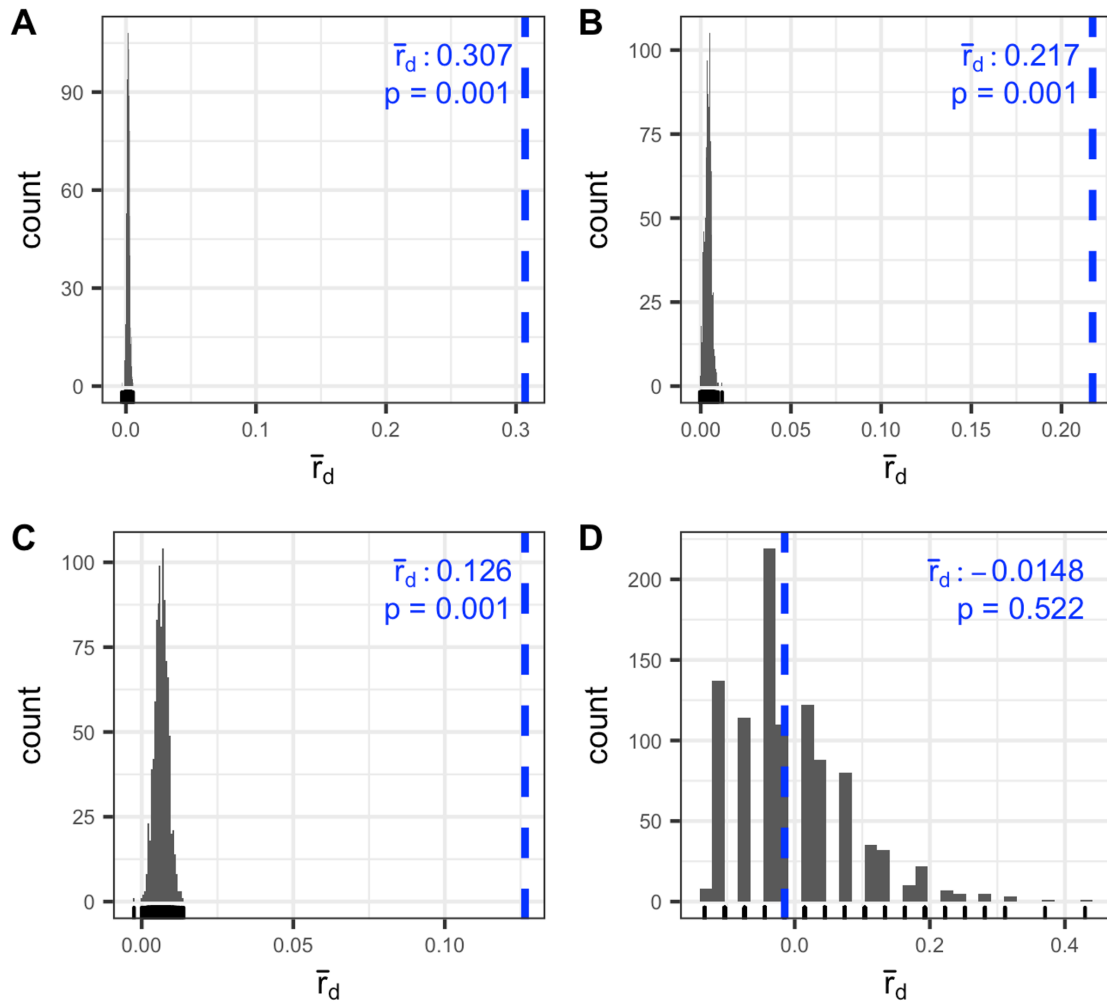 A
r̄d : 0.307
p = 0.001
90
60
30
0
count
0.0 0.1 0.2 0.3
r̄d
B
r̄d : 0.217
p = 0.001
100
75
50
25
0
count
0.00 0.05 0.10 0.15 0.20
r̄d
C
r̄d : 0.126
p = 0.001
100
75
50
25
0
count
0.00 0.05 0.10
r̄d
D
r̄d : −0.0148
p = 0.522
200
150
100
50
0
count
0.0 0.2 0.4
r̄d